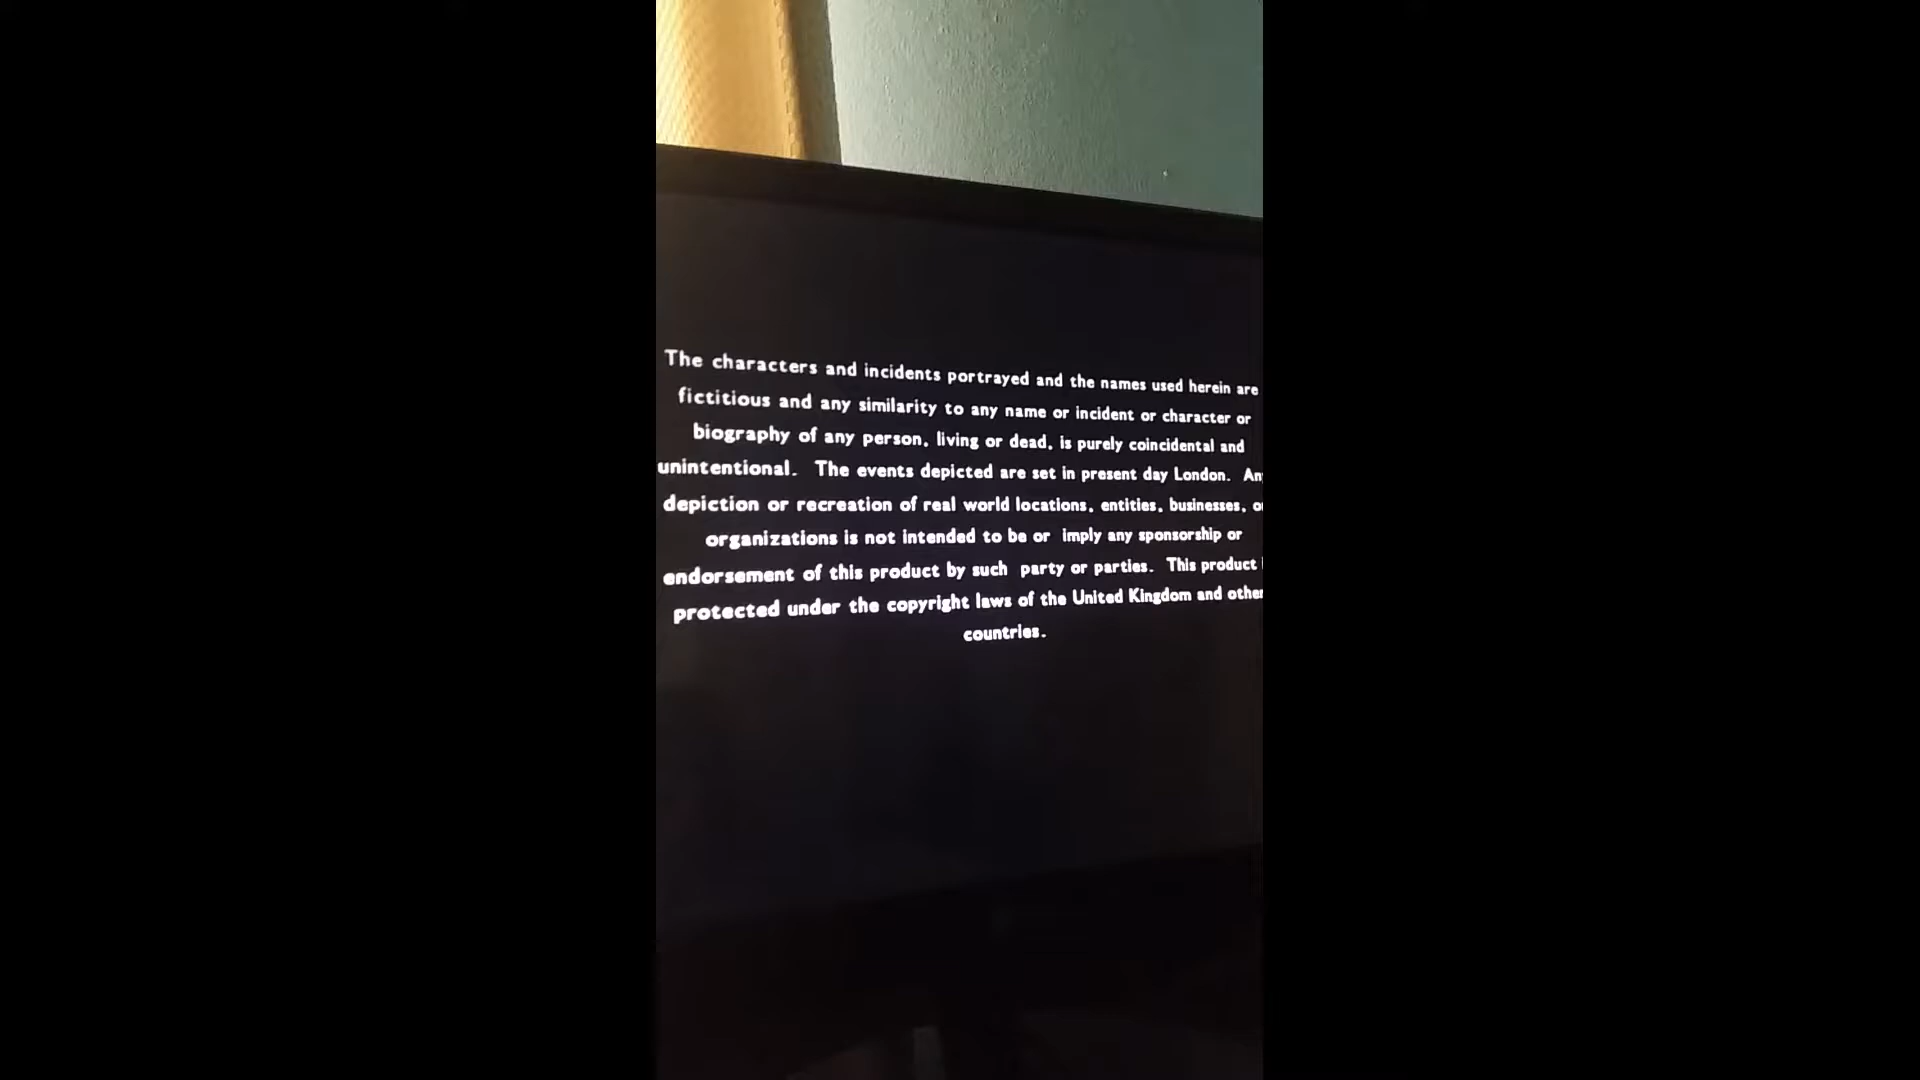 The characters and incidents portrayed and the names used herein are
fictitious and any similarity to any name or incident or character or
biography of any person, living or dead, is purely coincidental and
unintentional. The events depicted are set in present day London. An
depiction or recreation of real world locations, entities, businesses, o
organizations is not intended to be or imply any sponsorship or
endorsement of this product by such party or parties. This product
protected under the copyright laws of the United Kingdom and other
countries.